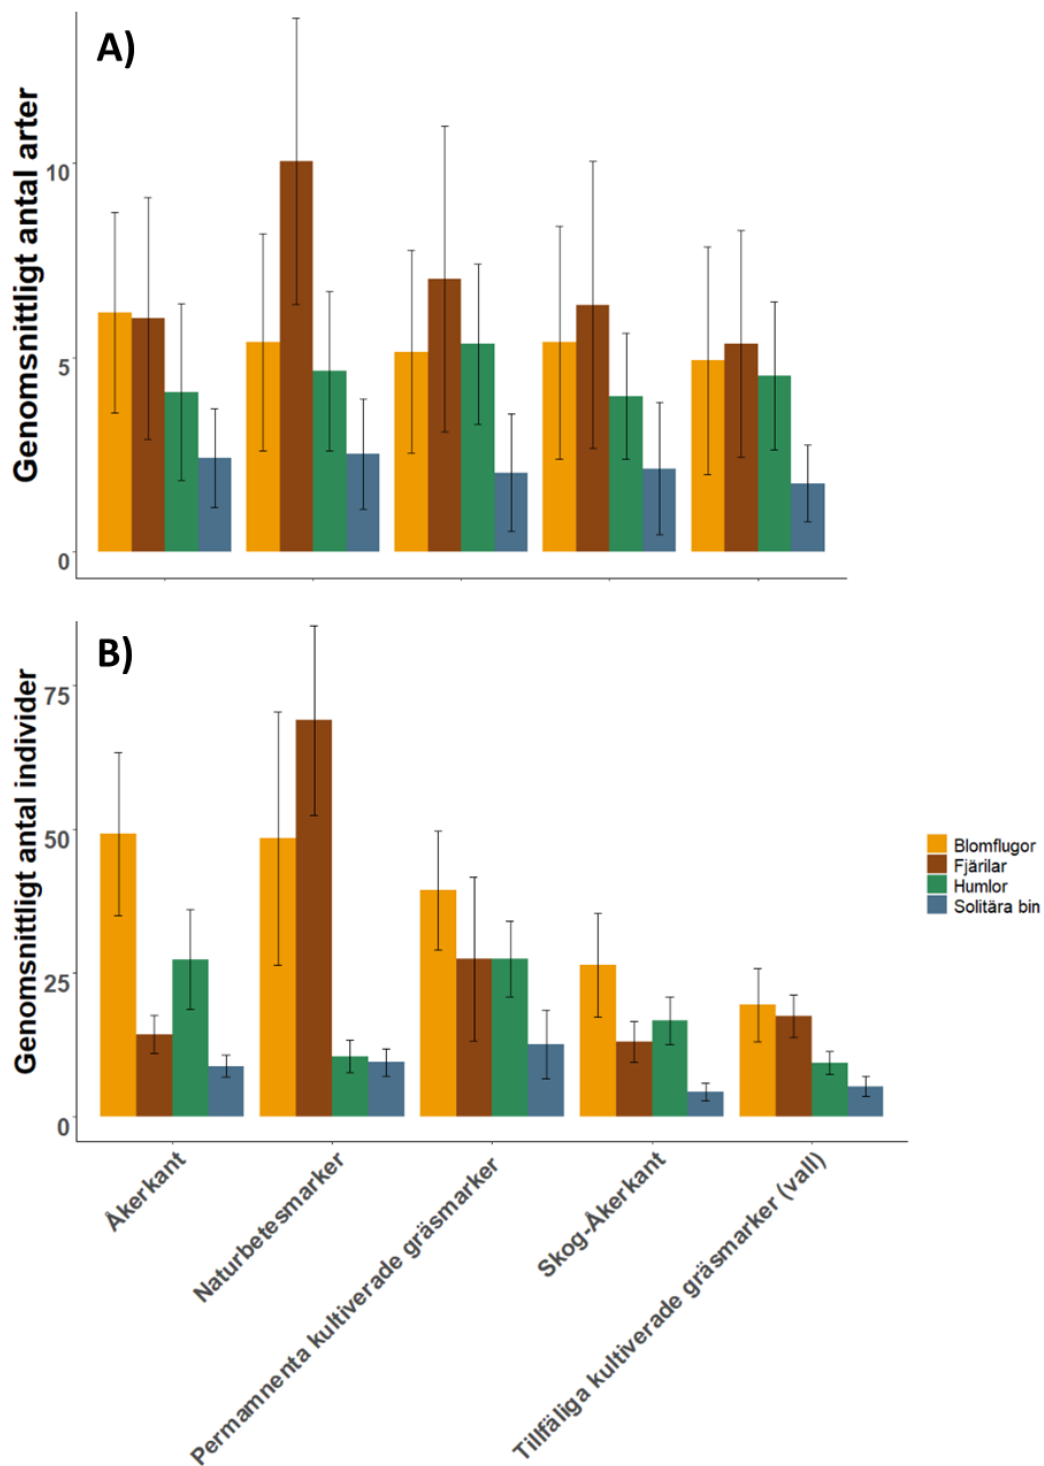 A)
Genomsnittligt antal arter
10
5
0
B)
Genomsnittligt antal individer
75
50
25
0
Blomflugor
Fjärilar
Humlor
Solitära bin
Åkerkant
Naturbetesmarker
Permamnenta kultiverade gräsmarker
Skog-Åkerkant
Tillfäliga kultiverade gräsmarker (vall)